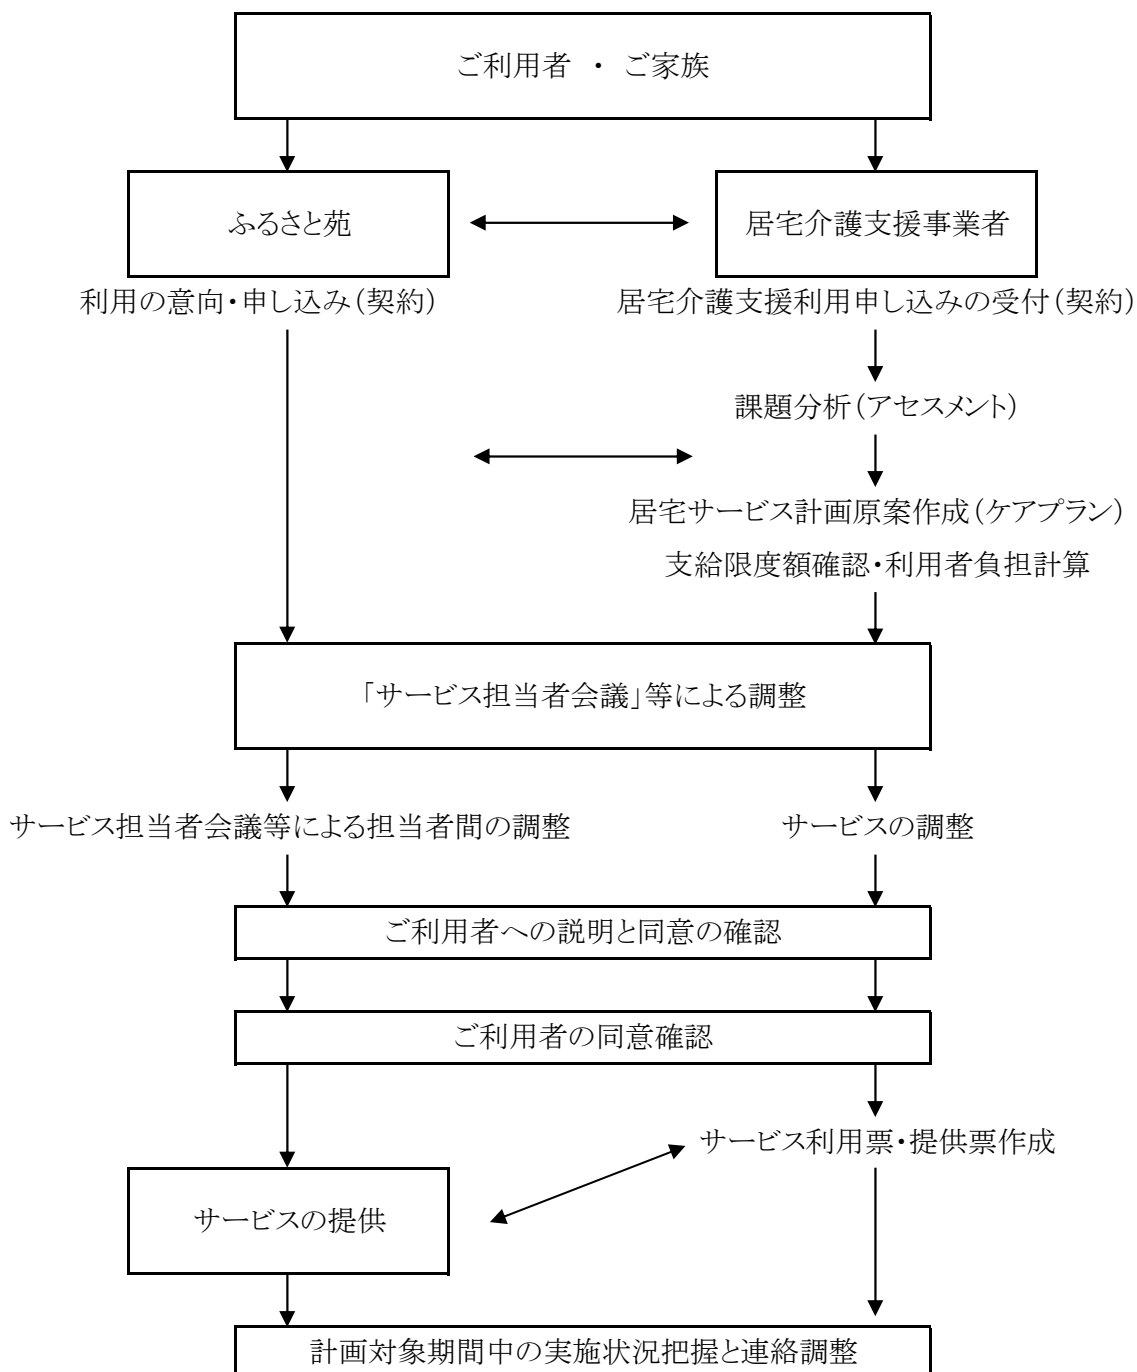 ご利用者 ・ ご家族
ふるさと苑
居宅介護支援事業者
利用の意向・申し込み(契約)
居宅介護支援利用申し込みの受付(契約)
課題分析(アセスメント)
居宅サービス計画原案作成(ケアプラン)
支給限度額確認・利用者負担計算
「サービス担当者会議」等による調整
サービス担当者会議等による担当者間の調整
サービスの調整
ご利用者への説明と同意の確認
ご利用者の同意確認
サービス利用票・提供票作成
サービスの提供
計画対象期間中の実施状況把握と連絡調整